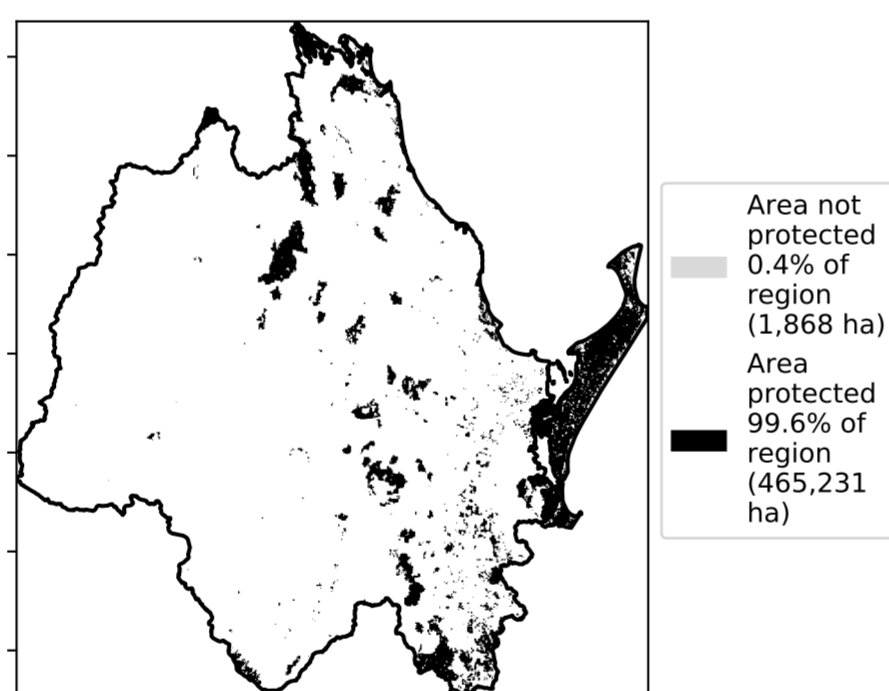 Area not
protected
0.4% of
region
(1,868 ha)
Area
protected
99.6% of
region
(465,231
ha)